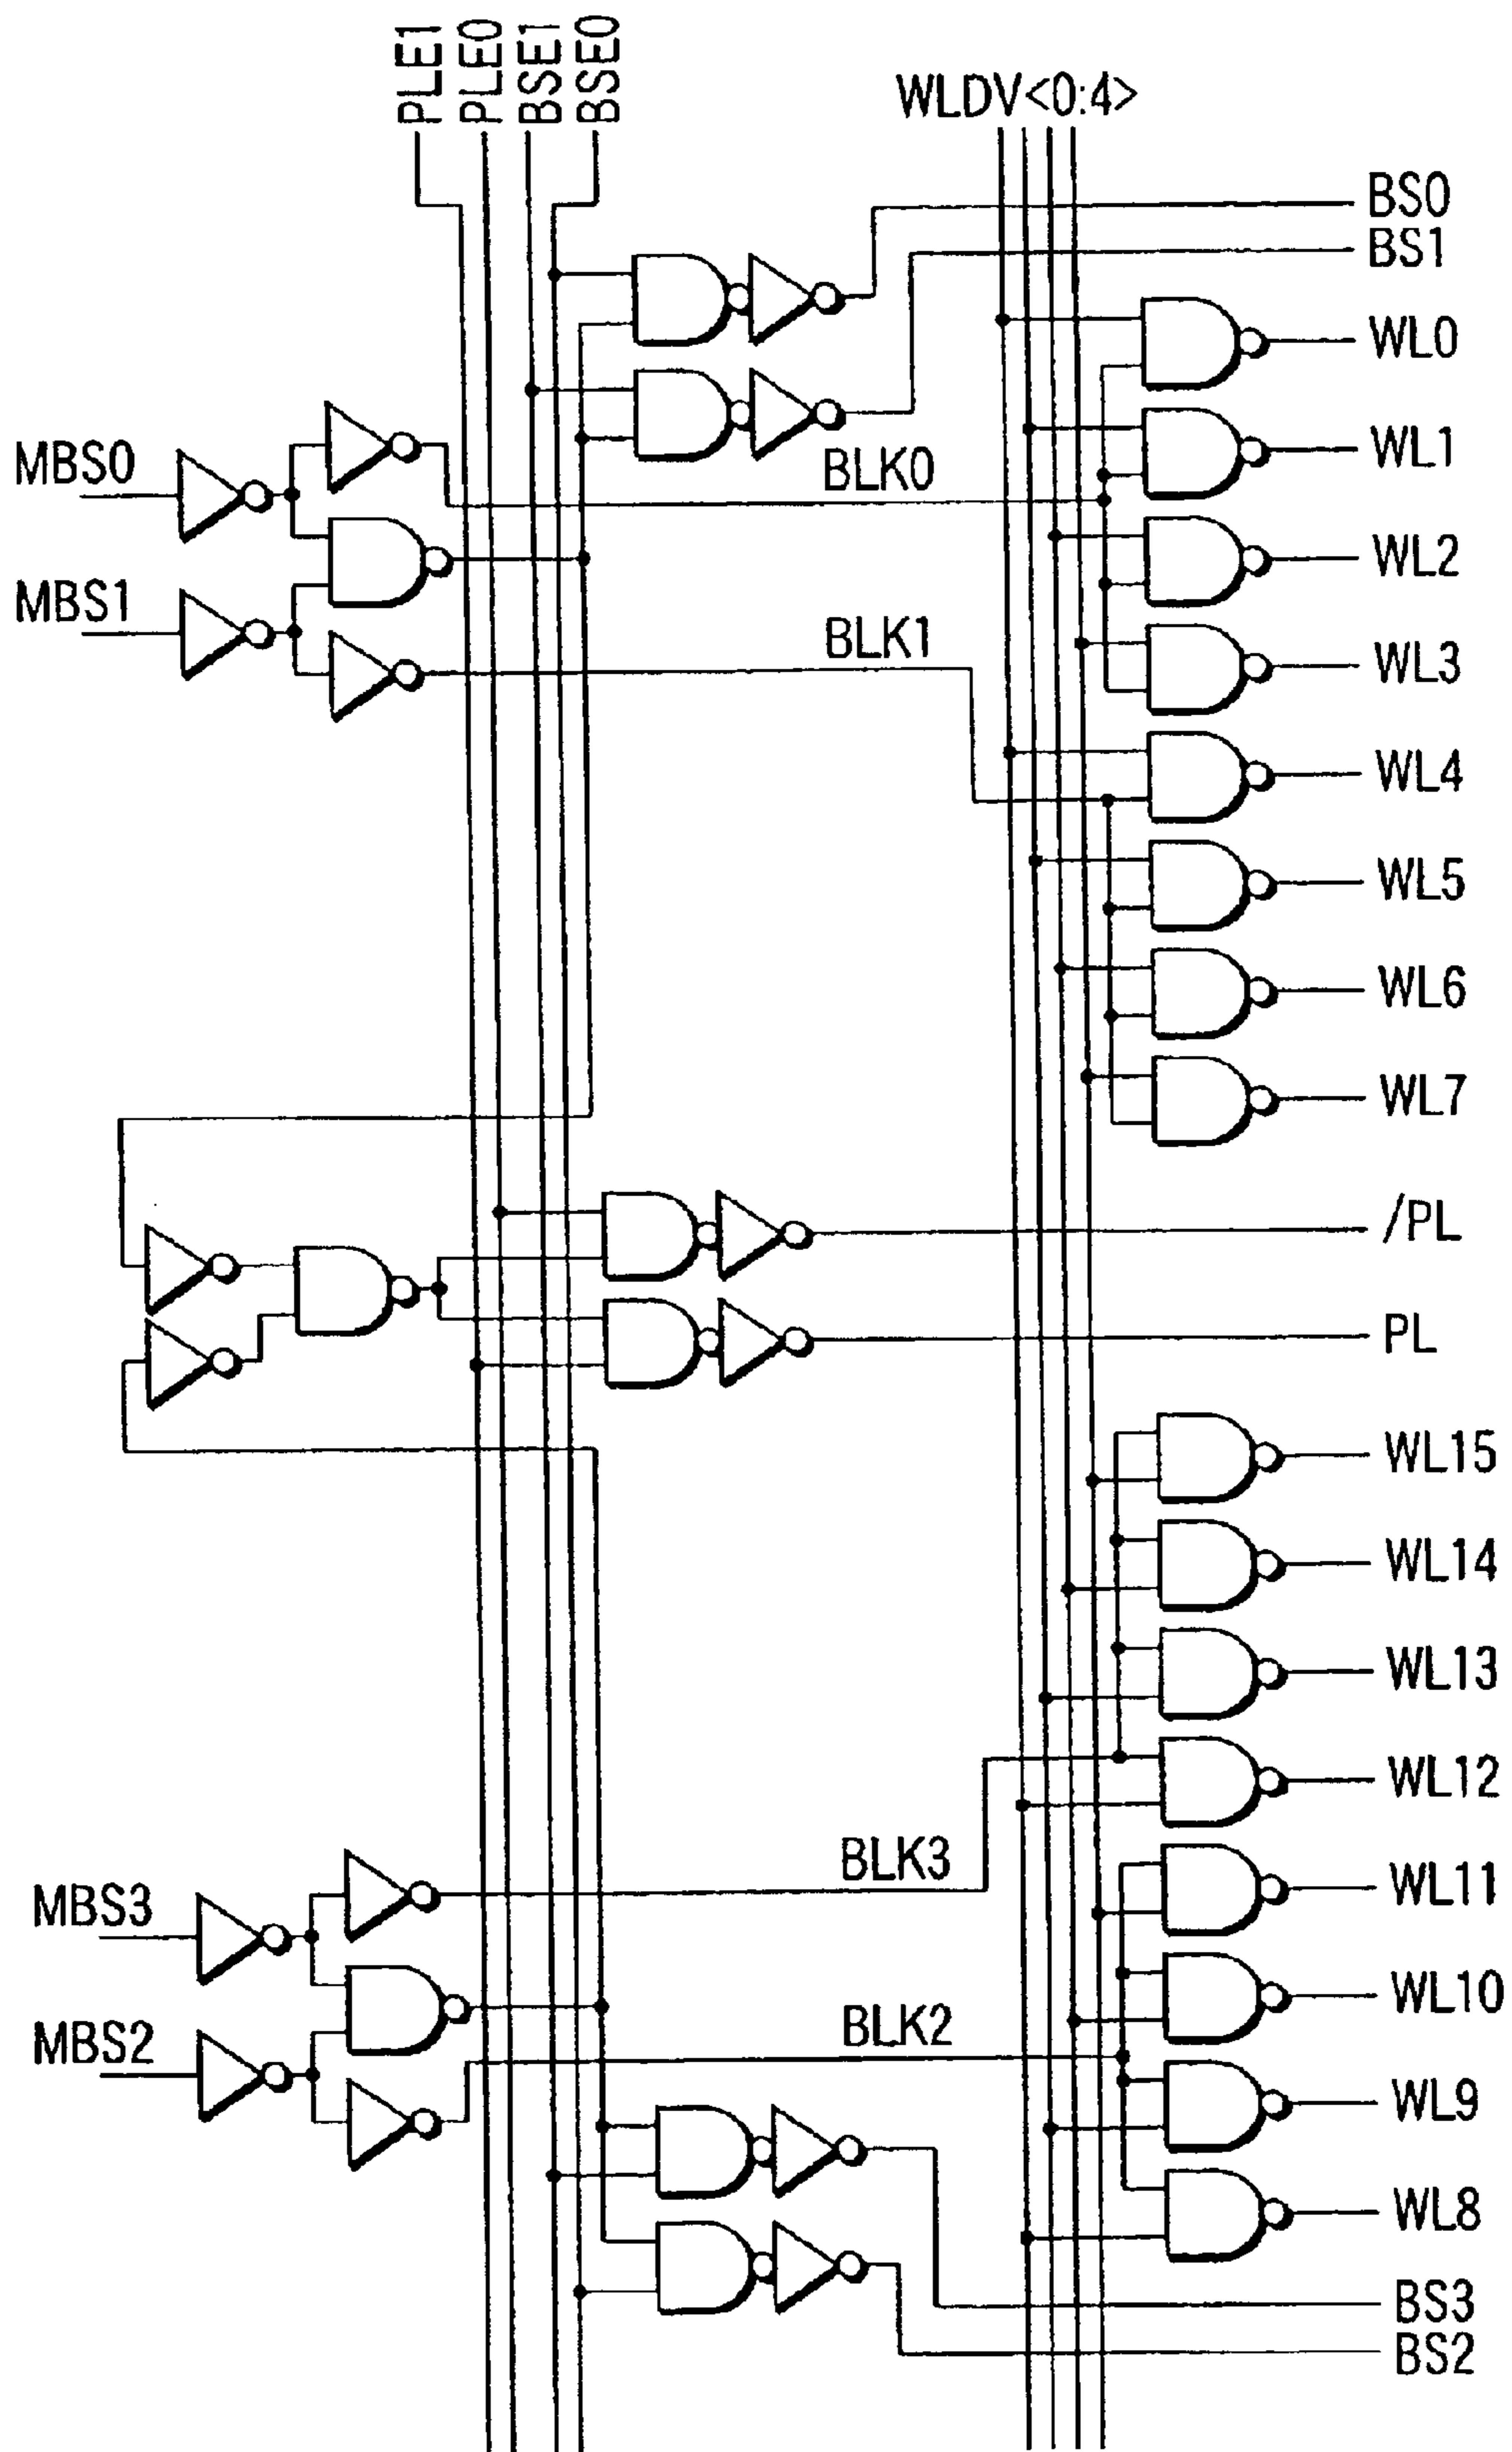 PLE1
PLE0
BSE1
BSE0
WLDV<0:4>
BS0
BS1
WL0
MBS0
WL1
BLK0
WL2
MBS1
BLK1
WL3
WL4
WL5
WL6
WL7
/PL
PL
WL15
WL14
WL13
WL12
BLK3
WL11
MBS3
WL10
BLK2
MBS2
WL9
WL8
BS3
BS2